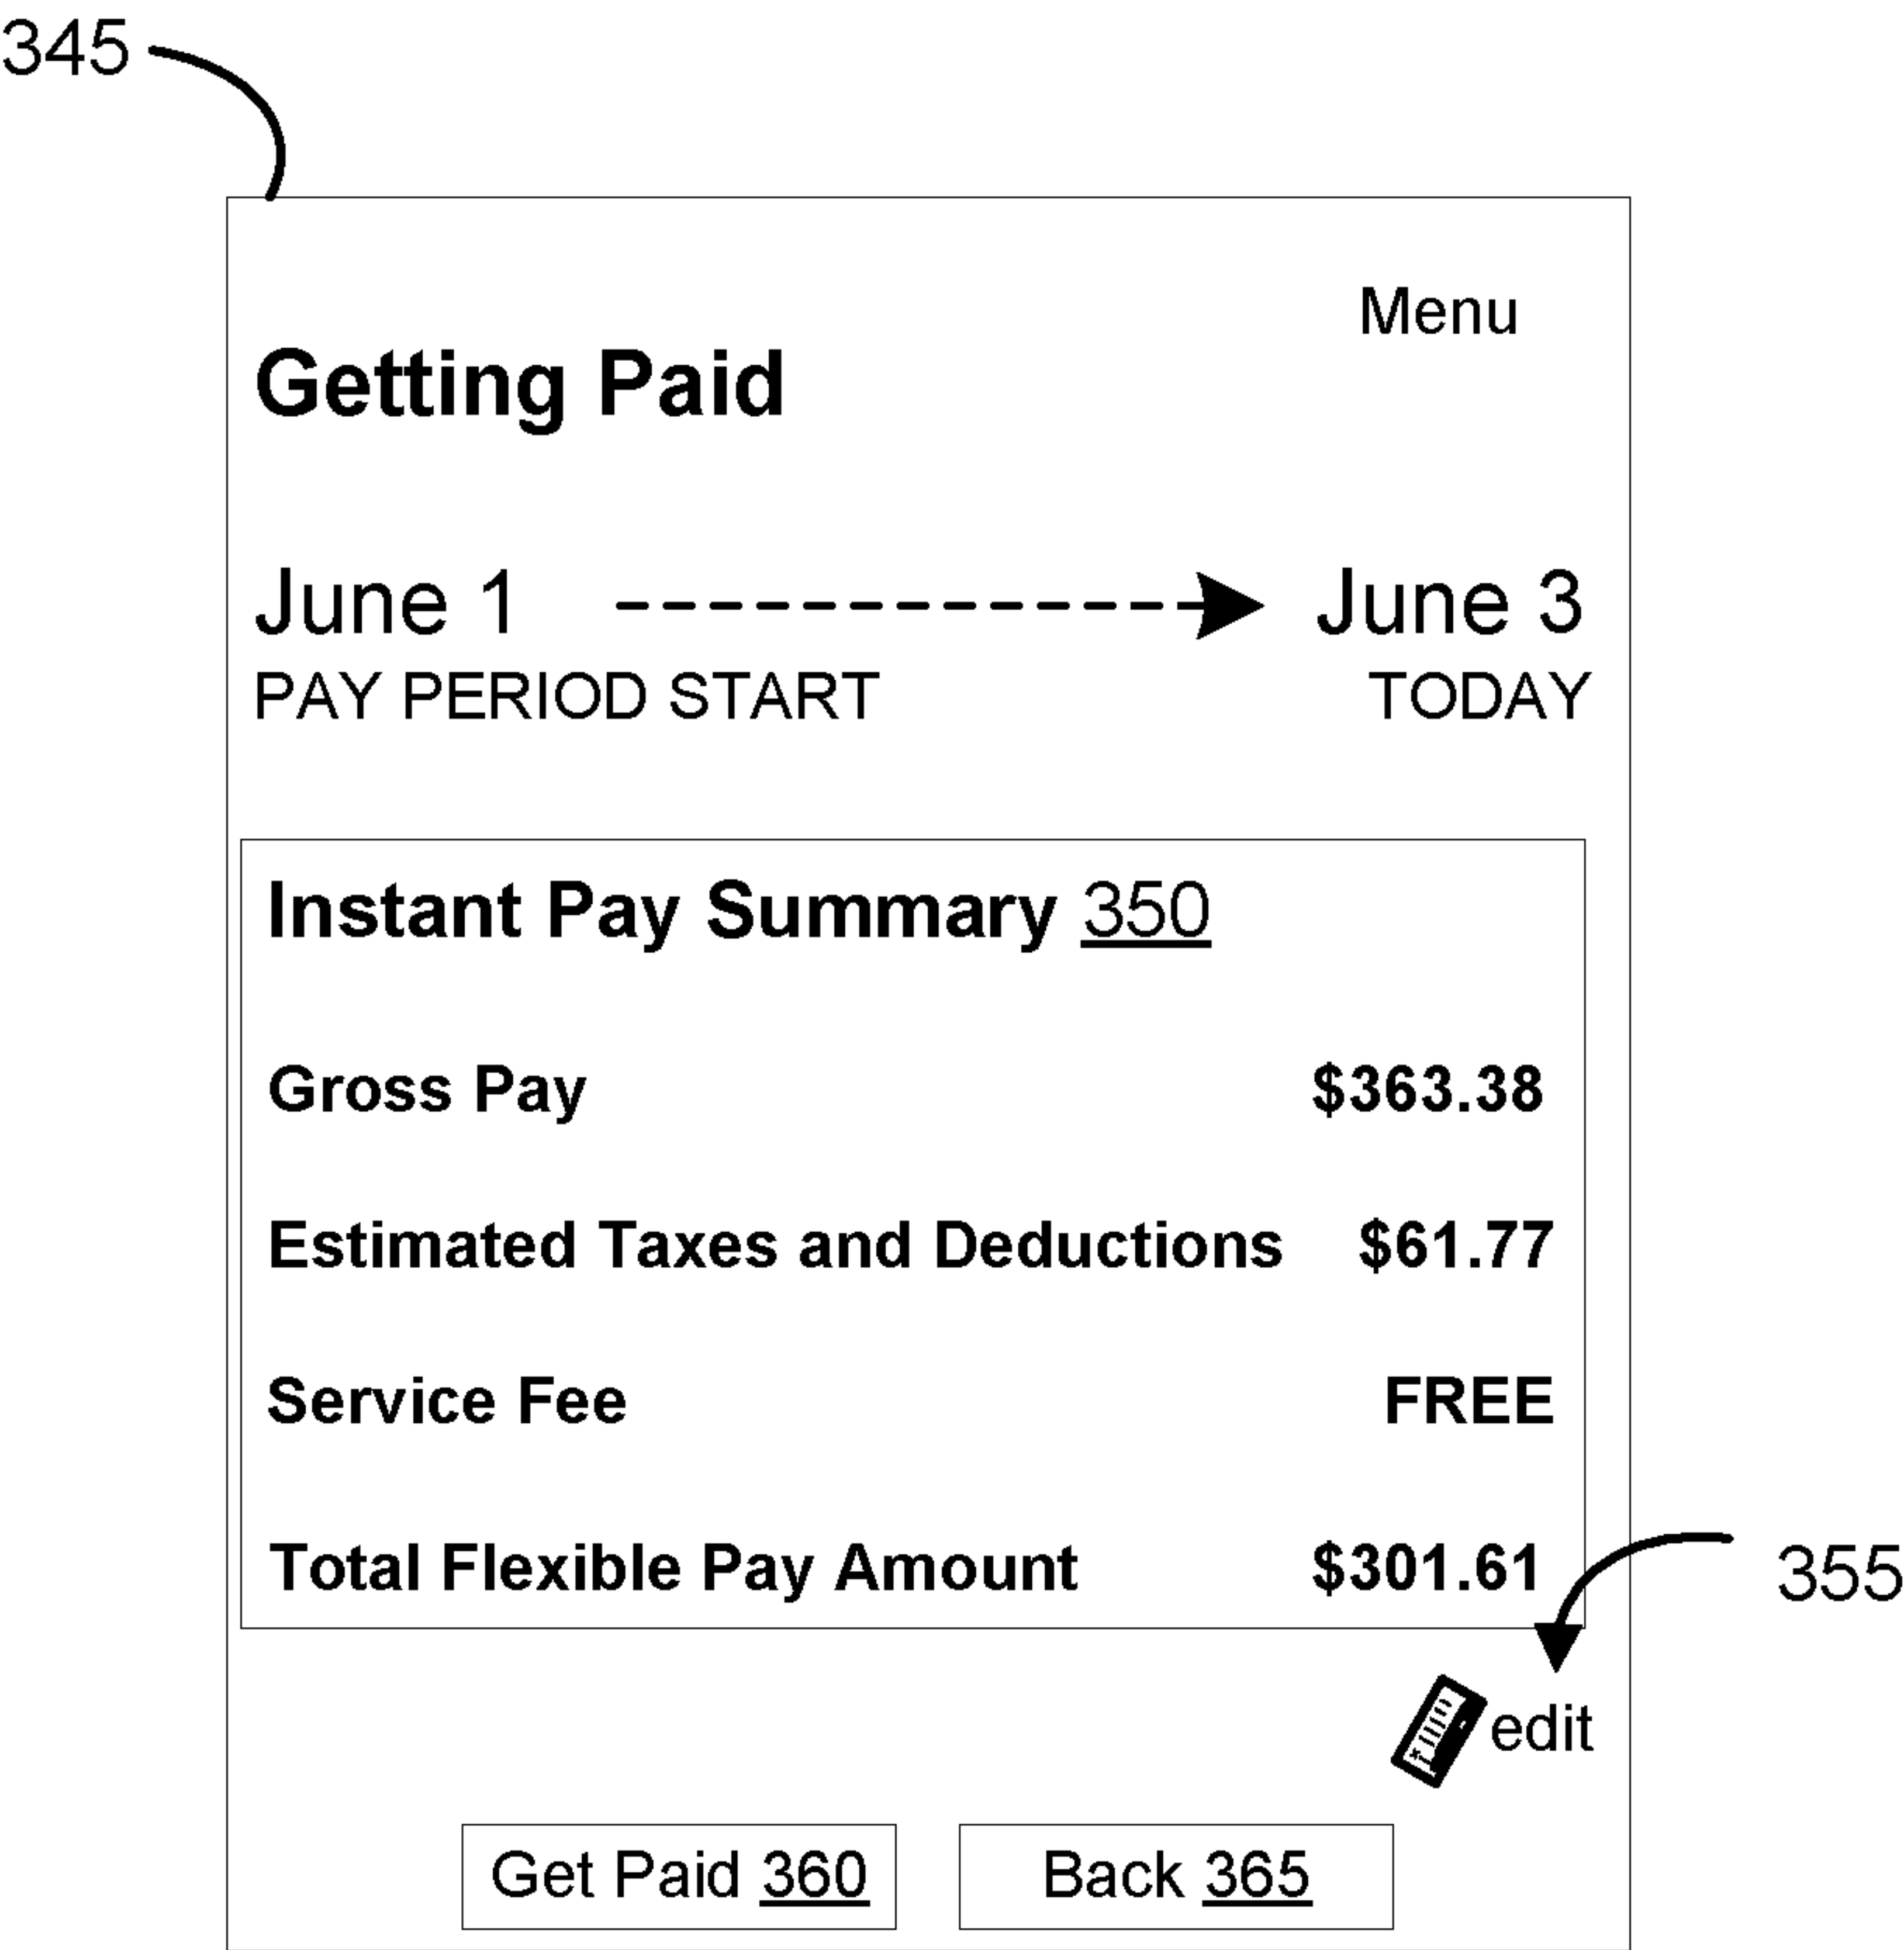 345
Menu
Getting Paid
June 1 June 3
PAY PERIOD START TODAY
Instant Pay Summary 350
Gross Pay $363.38
Estimated Taxes and Deductions $61.77
Service Fee FREE
Total Flexible Pay Amount $301.61
355
edit
Get Paid 360 Back 365